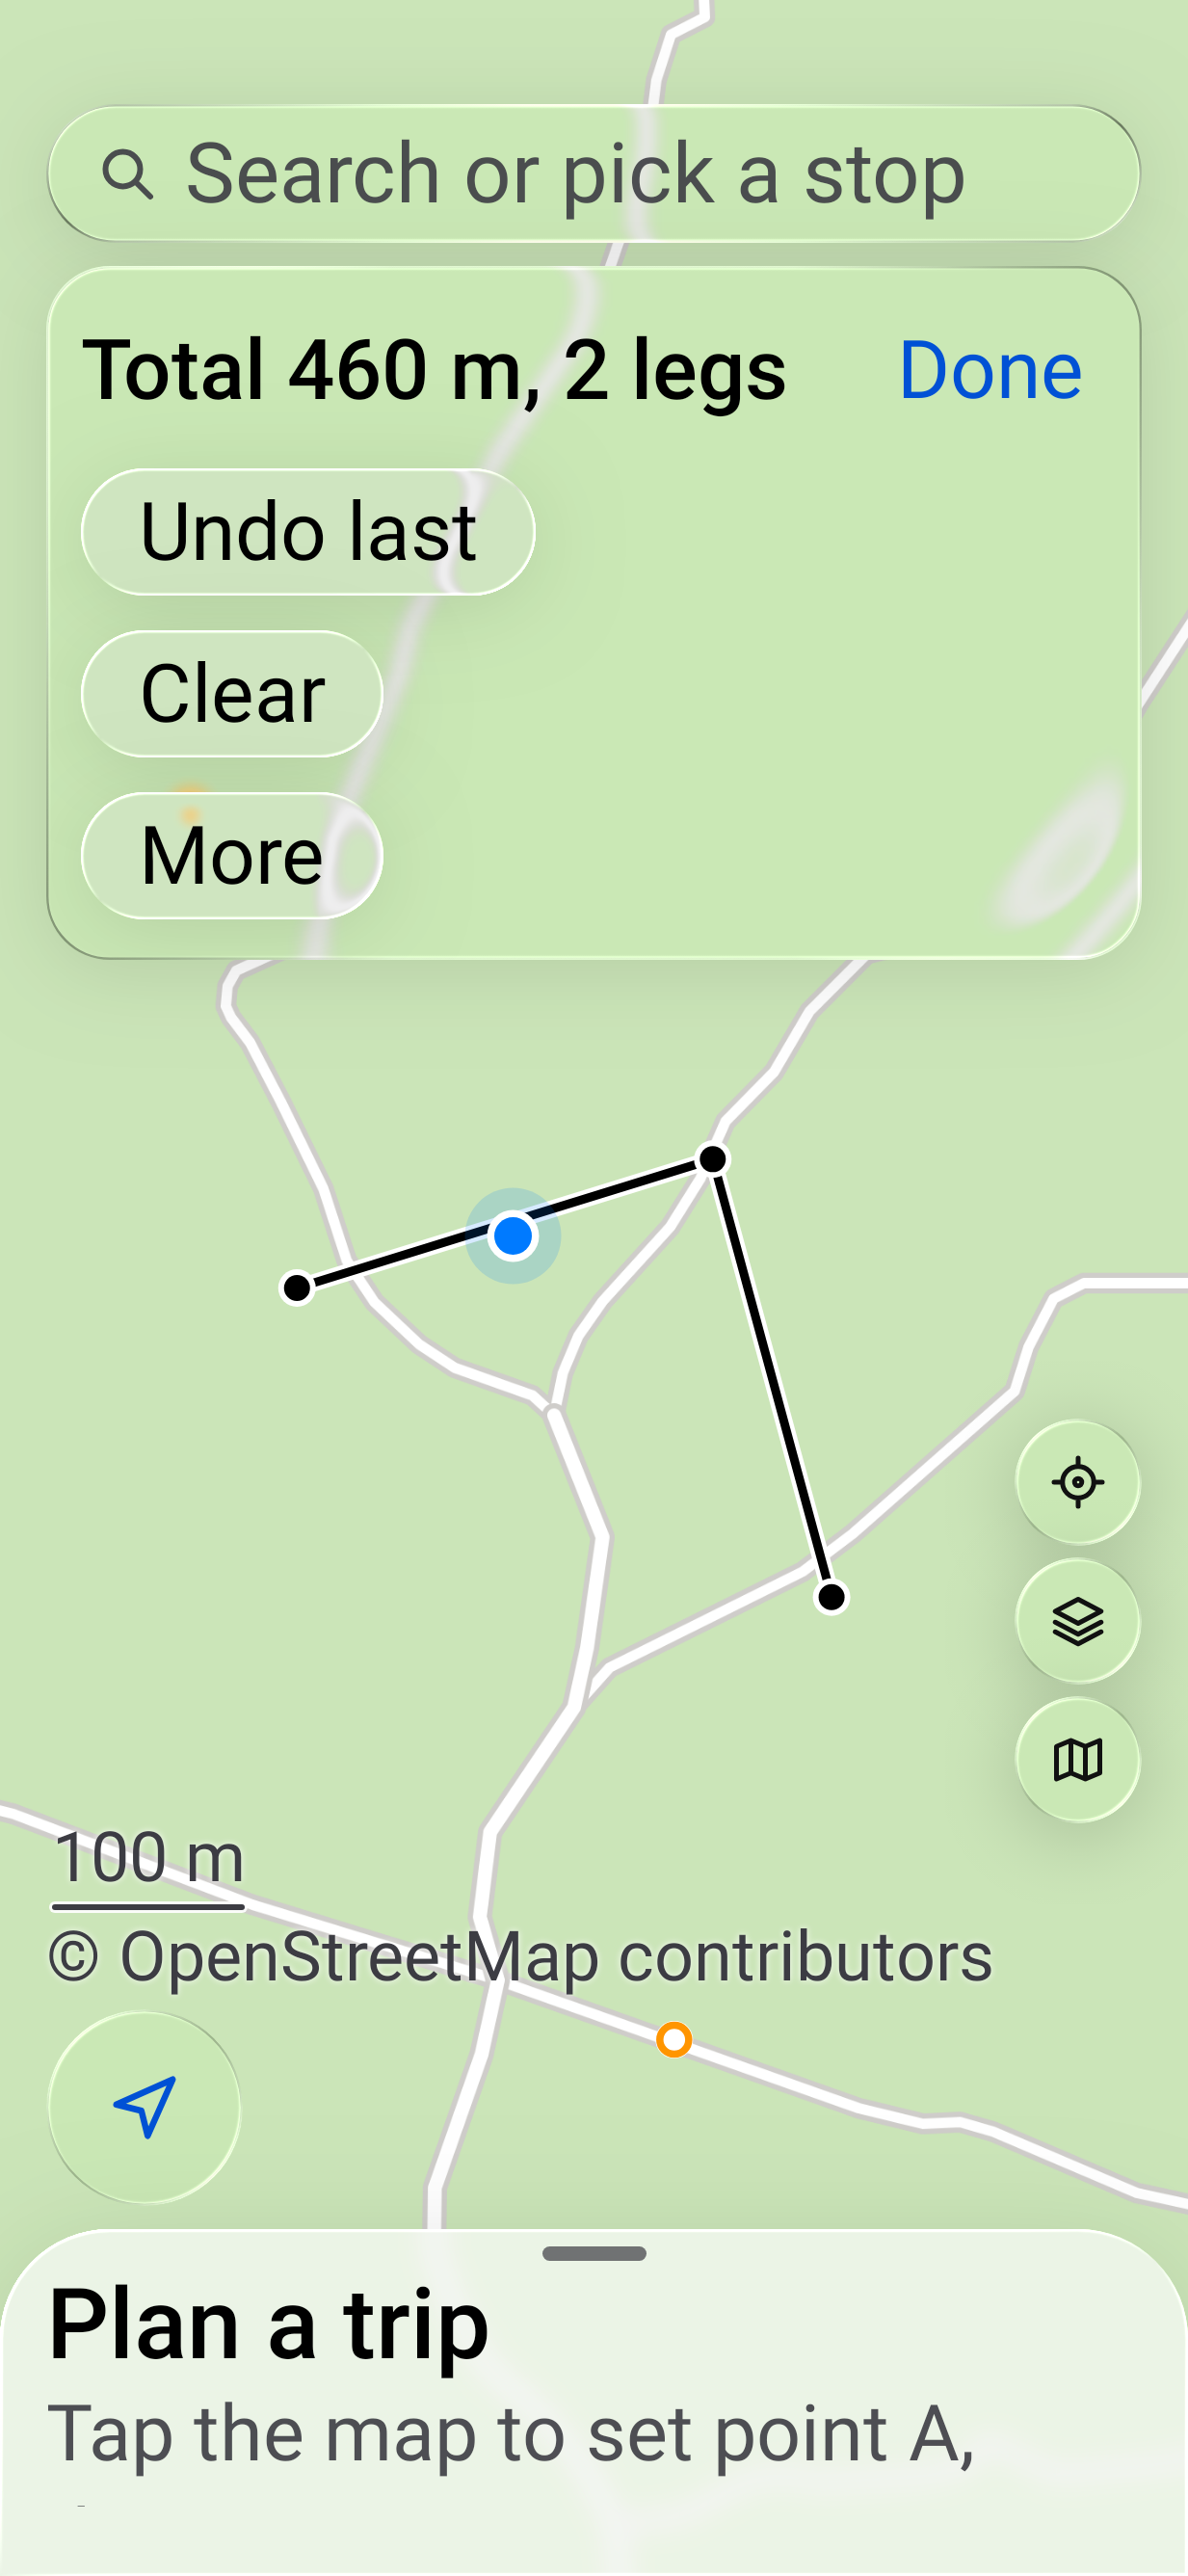 Search or pick a stop
Total 460 m, 2 legs
Done
Undo last
Clear
More
100 m
© OpenStreetMap contributors
Plan a trip
Tap the map to set point A,